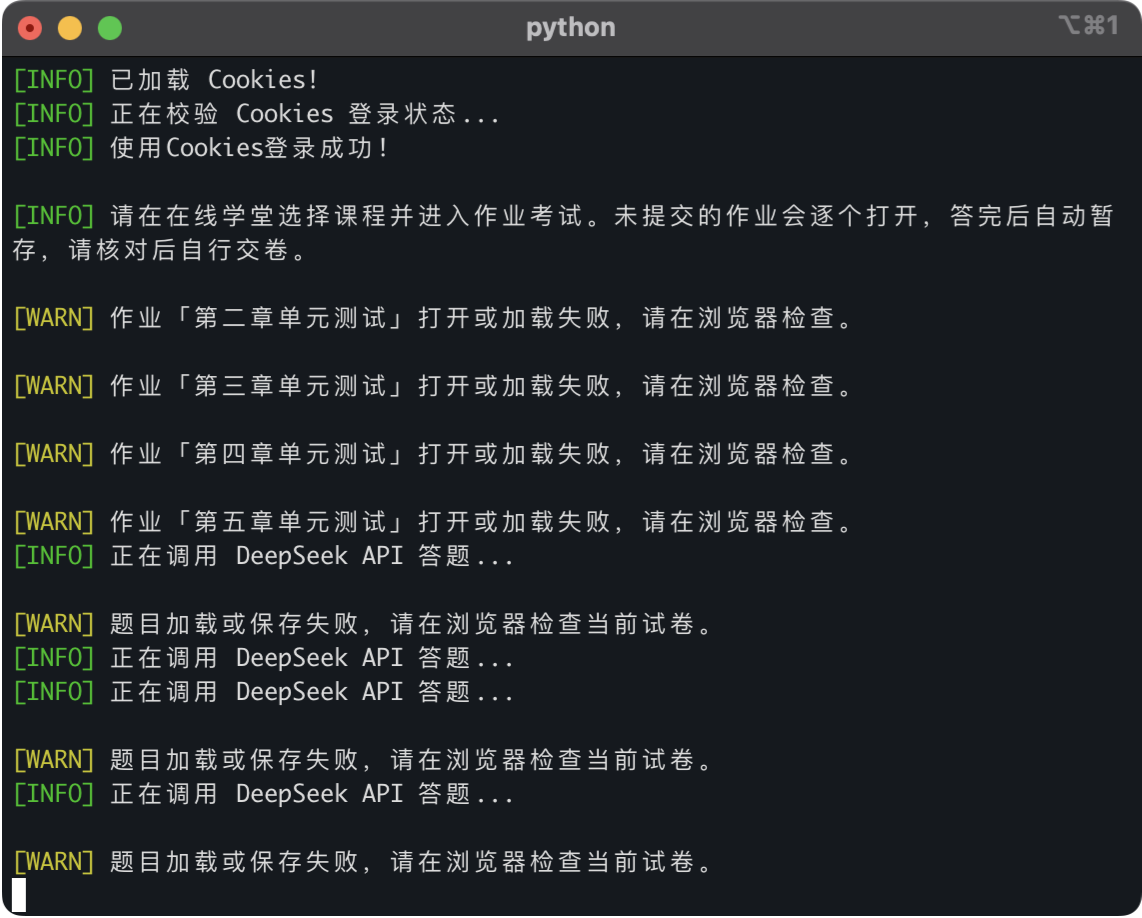 python
⌥⌘1
[INFO] 已加载 Cookies!
[INFO] 正在校验 Cookies 登录状态...
[INFO] 使用Cookies登录成功!
[INFO] 请在在线学堂选择课程并进入作业考试。未提交的作业会逐个打开, 答完后自动暂
存, 请核对后自行交卷。
[WARN] 作业「第二章单元测试」打开或加载失败, 请在浏览器检查。
[WARN] 作业「第三章单元测试」打开或加载失败, 请在浏览器检查。
[WARN] 作业「第四章单元测试」打开或加载失败, 请在浏览器检查。
[WARN] 作业「第五章单元测试」打开或加载失败, 请在浏览器检查。
[INFO] 正在调用 DeepSeek API 答题...
[WARN] 题目加载或保存失败, 请在浏览器检查当前试卷。
[INFO] 正在调用 DeepSeek API 答题...
[INFO] 正在调用 DeepSeek API 答题...
[WARN] 题目加载或保存失败, 请在浏览器检查当前试卷。
[INFO] 正在调用 DeepSeek API 答题...
[WARN] 题目加载或保存失败, 请在浏览器检查当前试卷。